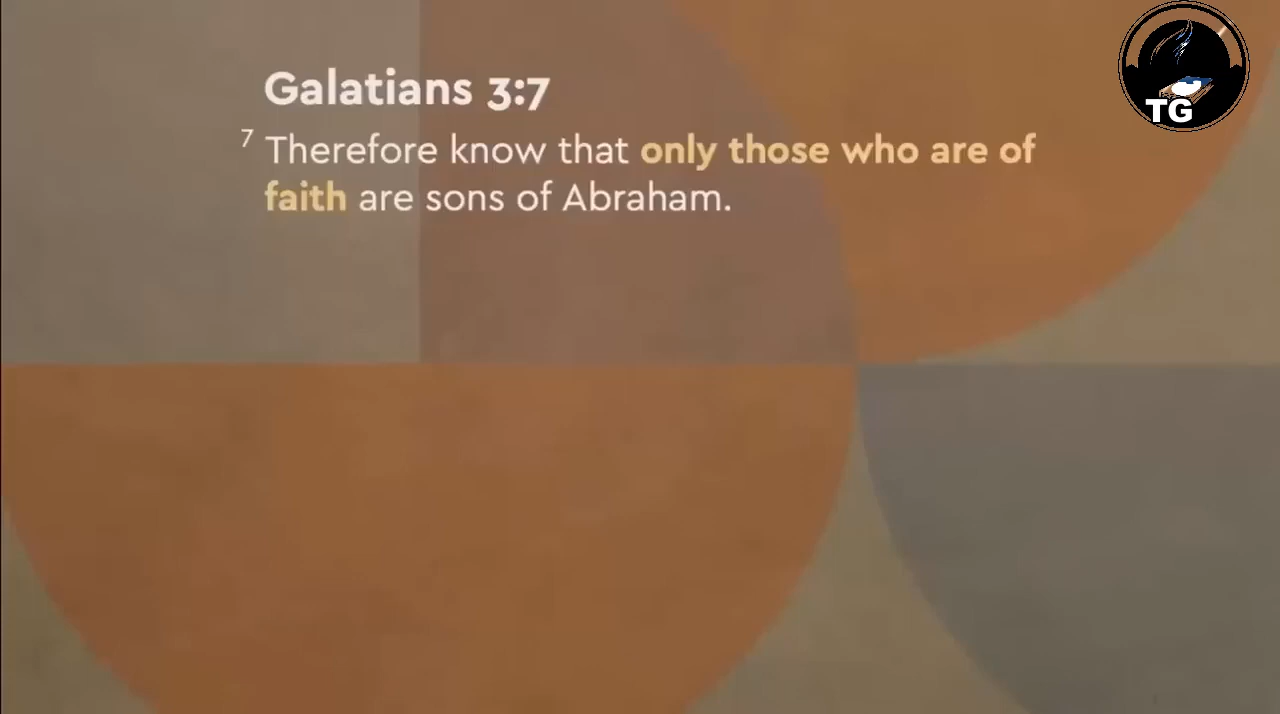 Galatians 3:7
7 Therefore know that only those who are of
faith are sons of Abraham.
TG